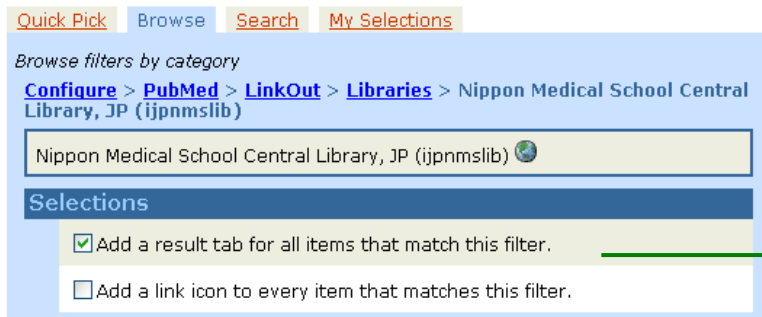 Quick Pick Browse Search My Selections
Browse filters by category
Configure > PubMed > LinkOut > Libraries > Nippon Medical School Central
Library, JP (ijpnmslib)
Nippon Medical School Central Library, JP (ijpnmslib)
Selections
Add a result tab for all items that match this filter.
Add a link icon to every item that matches this filter.